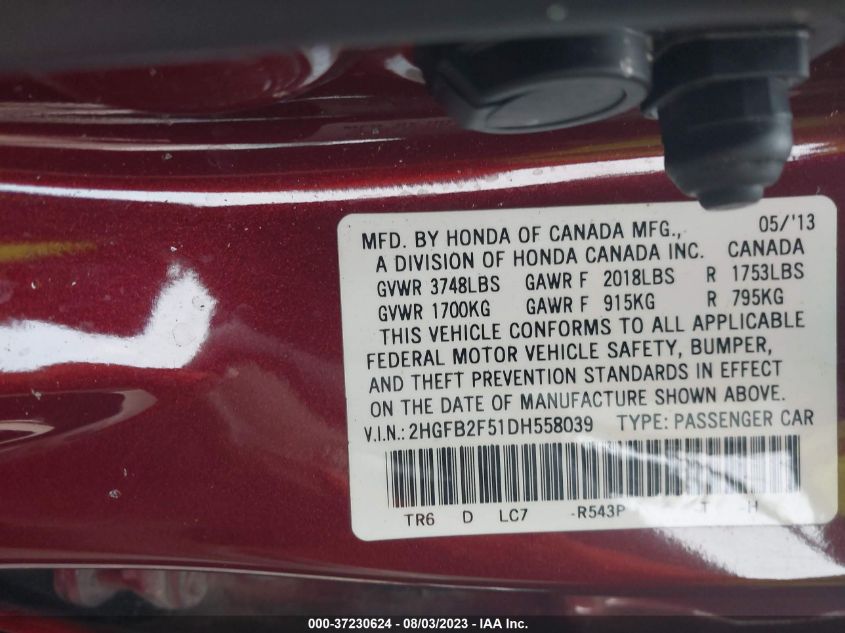 MFD. BY HONDA OF CANADA MFG., 05/'13
A DIVISION OF HONDA CANADA INC. CANADA
GVWR 3748LBS GAWR F 2018LBS R 1753LBS
GVWR 1700KG GAWR F 915KG R 795KG
THIS VEHICLE CONFORMS TO ALL APPLICABLE
FEDERAL MOTOR VEHICLE SAFETY, BUMPER,
AND THEFT PREVENTION STANDARDS IN EFFECT
ON THE DATE OF MANUFACTURE SHOWN ABOVE.
V.I.N.: 2HGFB2F51DH558039 TYPE: PASSENGER CAR
TR6 D LC7 -R543P T -H
000-37230624 - 08/03/2023 - IAA Inc.